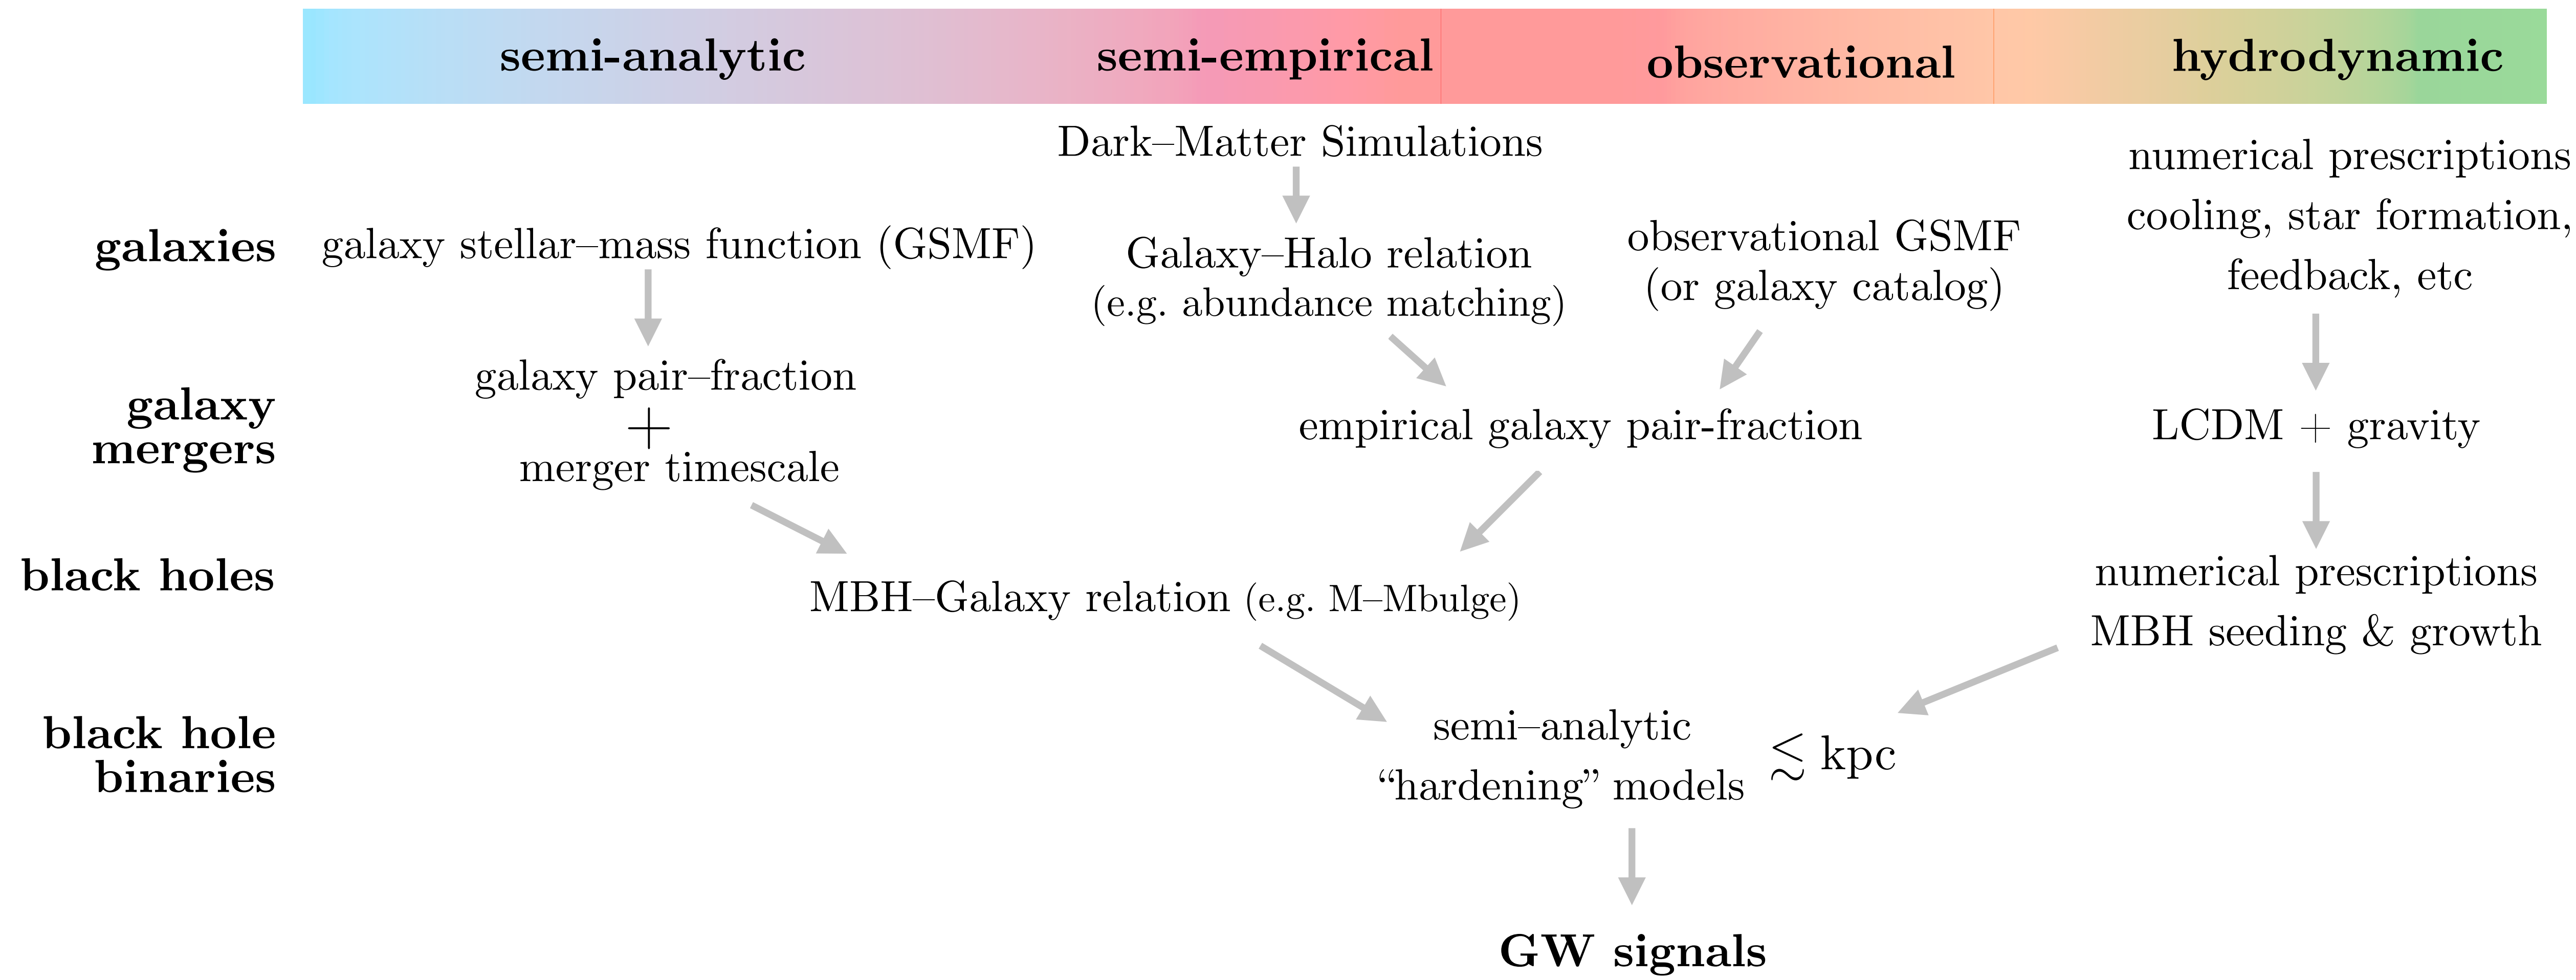 semi-analytic
semi-empirical
observational
hydrodynamic
Dark–Matter Simulations
galaxies
galaxy stellar–mass function (GSMF)
Galaxy–Halo relation
(e.g. abundance matching)
observational GSMF
(or galaxy catalog)
numerical prescriptions
cooling, star formation,
feedback, etc
galaxy
mergers
galaxy pair–fraction
+
merger timescale
empirical galaxy pair-fraction
LCDM + gravity
black holes
MBH–Galaxy relation (e.g. M–Mbulge)
numerical prescriptions
MBH seeding & growth
black hole
binaries
semi–analytic
“hardening” models
≲ kpc
GW signals